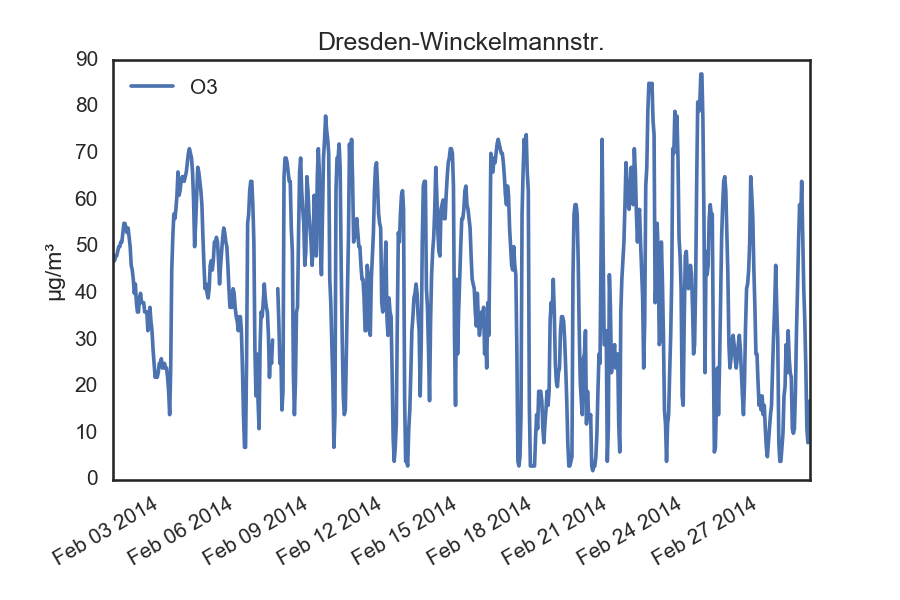 Dresden-Winckelmannstr.
O3
µg/m³
90
80
70
60
50
40
30
20
10
0
Feb 03 2014
Feb 06 2014
Feb 09 2014
Feb 12 2014
Feb 15 2014
Feb 18 2014
Feb 21 2014
Feb 24 2014
Feb 27 2014